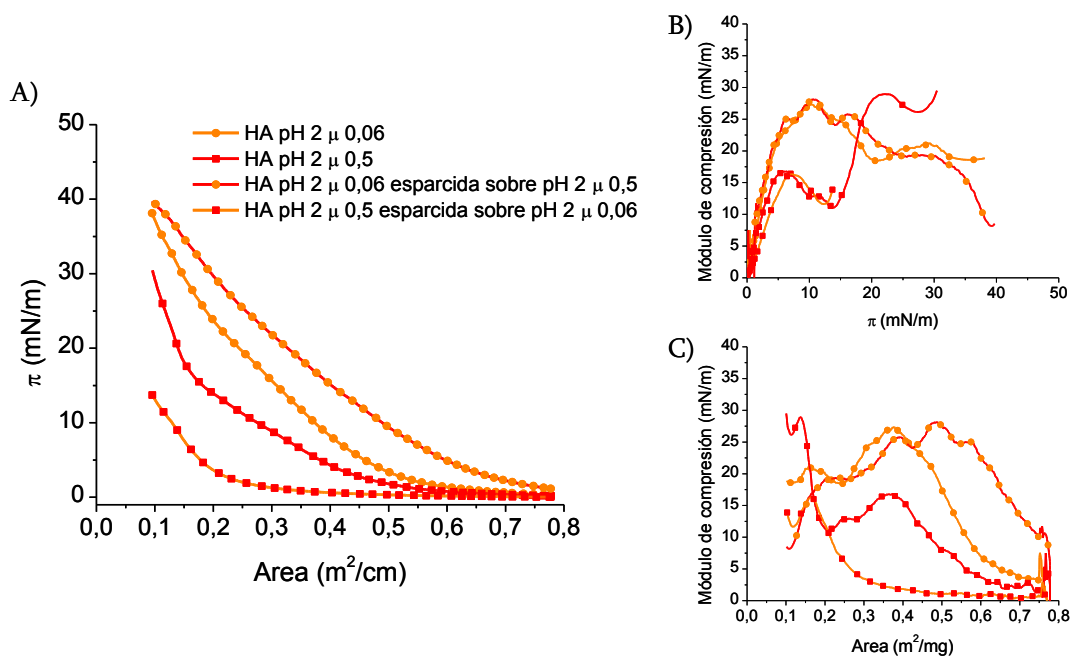 A)
50
40
30
20
10
0
π (mN/m)
0,0 0,1 0,2 0,3 0,4 0,5 0,6 0,7 0,8
Area (m²/cm)
HA pH 2 μ 0,06
HA pH 2 μ 0,5
HA pH 2 μ 0,06 esparcida sobre pH 2 μ 0,5
HA pH 2 μ 0,5 esparcida sobre pH 2 μ 0,06
B)
Módulo de compresión (mN/m)
40
35
30
25
20
15
10
5
0
0 10 20 30 40 50
π (mN/m)
C)
Módulo de compresión (mN/m)
40
35
30
25
20
15
10
5
0
0,0 0,1 0,2 0,3 0,4 0,5 0,6 0,7 0,8
Area (m²/mg)